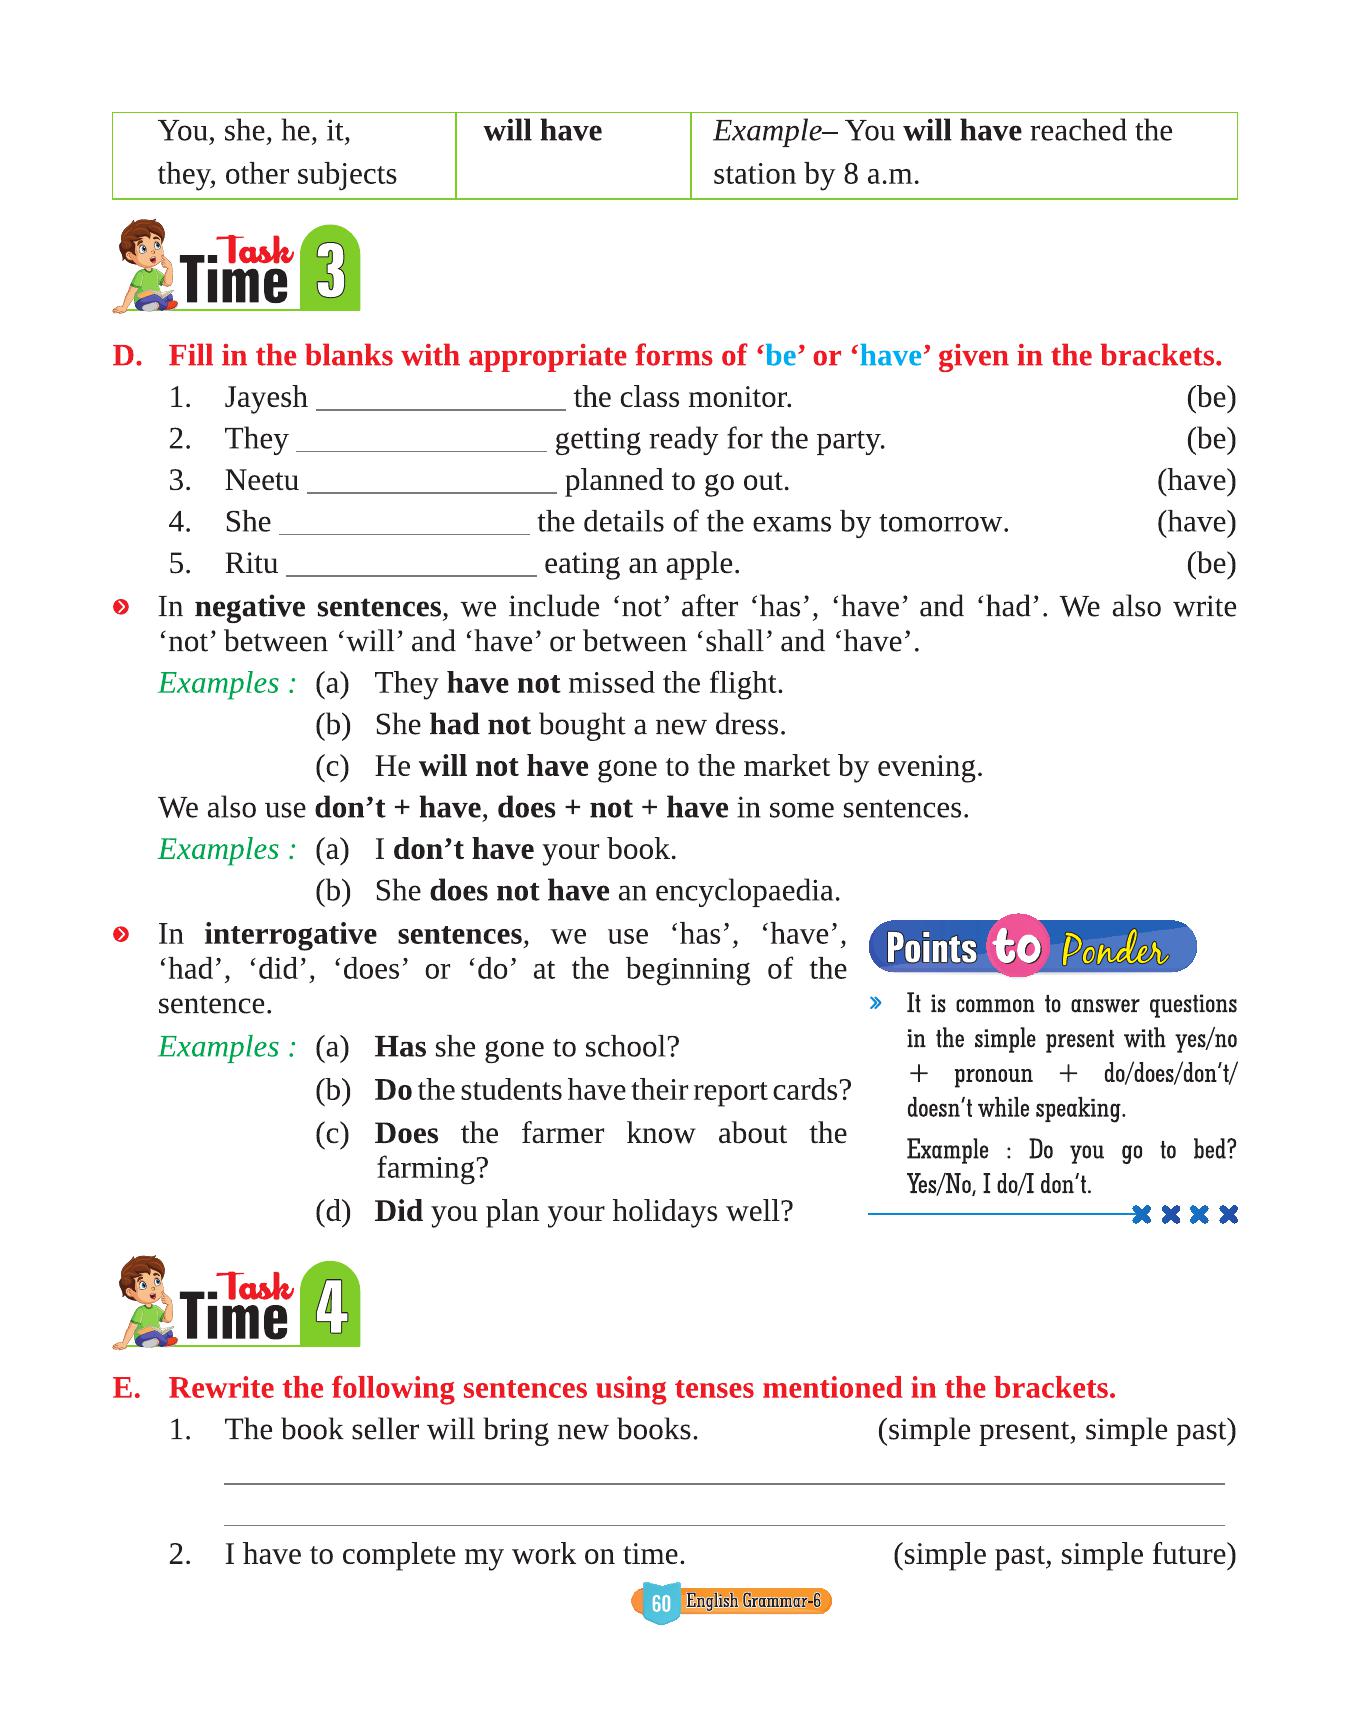 You, she, he, it, will have Example– You will have reached the
they, other subjects station by 8 a.m.
Task
Time 3
D. Fill in the blanks with appropriate forms of ‘be’ or ‘have’ given in the brackets.
1. Jayesh ________________ the class monitor. (be)
2. They ________________ getting ready for the party. (be)
3. Neetu ________________ planned to go out. (have)
4. She ________________ the details of the exams by tomorrow. (have)
5. Ritu ________________ eating an apple. (be)
In negative sentences, we include ‘not’ after ‘has’, ‘have’ and ‘had’. We also write
‘not’ between ‘will’ and ‘have’ or between ‘shall’ and ‘have’.
Examples : (a) They have not missed the flight.
(b) She had not bought a new dress.
(c) He will not have gone to the market by evening.
We also use don’t + have, does + not + have in some sentences.
Examples : (a) I don’t have your book.
(b) She does not have an encyclopaedia.
In interrogative sentences, we use ‘has’, ‘have’,
‘had’, ‘did’, ‘does’ or ‘do’ at the beginning of the
sentence.
Examples : (a) Has she gone to school?
(b) Do the students have their report cards?
(c) Does the farmer know about the
farming?
(d) Did you plan your holidays well?
Points to Ponder
» It is common to answer questions
in the simple present with yes/no
+ pronoun + do/does/don’t/
doesn’t while speaking.
Example : Do you go to bed?
Yes/No, I do/I don’t.
Task
Time 4
E. Rewrite the following sentences using tenses mentioned in the brackets.
1. The book seller will bring new books. (simple present, simple past)
2. I have to complete my work on time. (simple past, simple future)
60 English Grammar-6